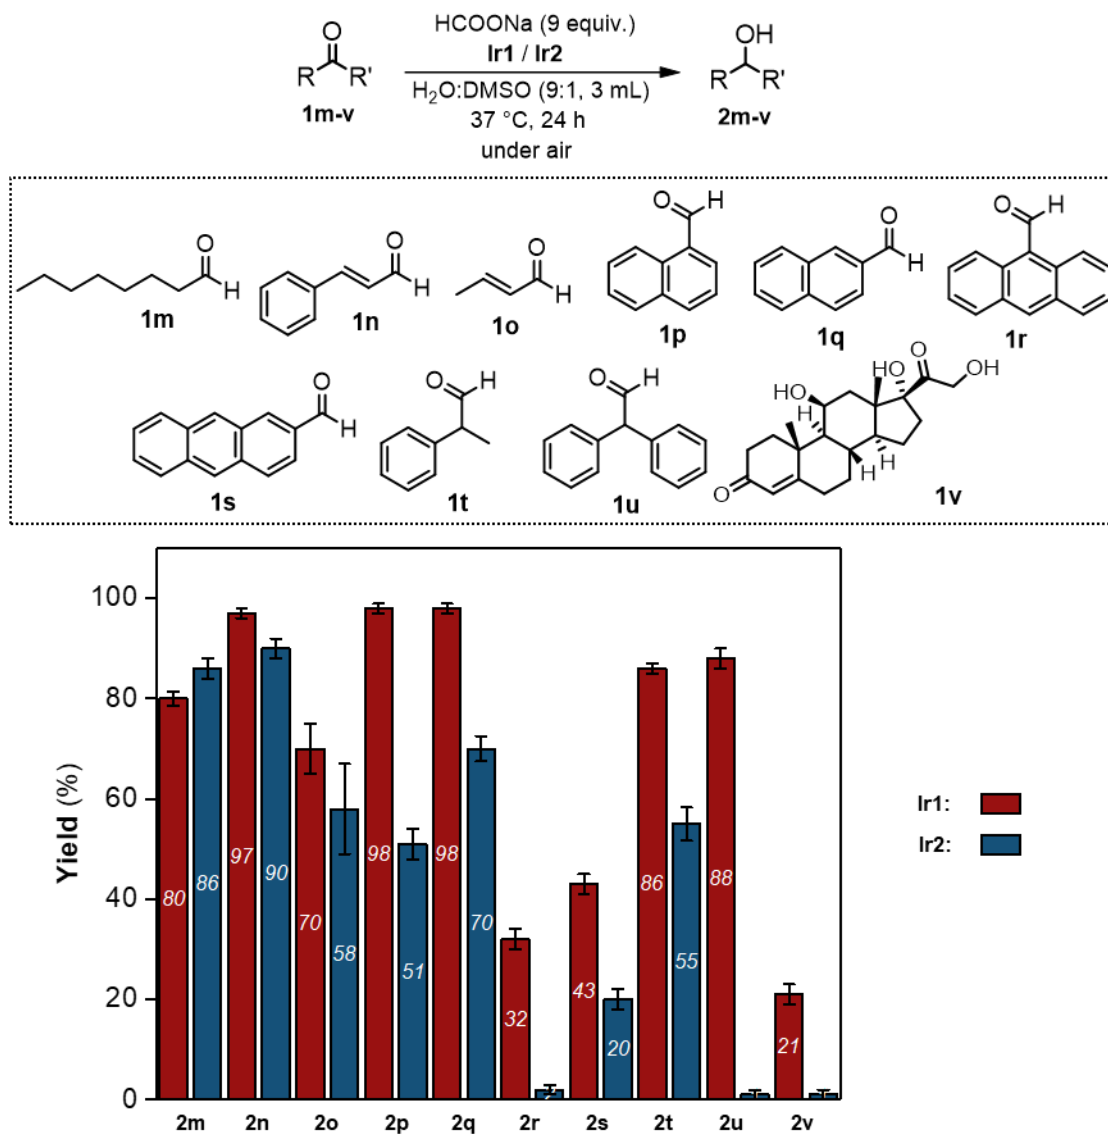 HCOONa (9 equiv.)
Ir1 / Ir2
H2O:DMSO (9:1, 3 mL)
37 °C, 24 h
under air
O
R R'
1m-v
OH
R R'
2m-v
O
H
1m
O
H
1n
O
H
1o
O H
1p
O
H
1q
O H
1r
O
H
1s
O H
1t
O H
1u
O
HO OH
HO
H
H H
O
1v
Yield (%)
100
80
60
40
20
0
80 86 97 90 70 58 98 51 98 70 32 43 20 86 55 88 21
2m 2n 2o 2p 2q 2r 2s 2t 2u 2v
Ir1:
Ir2: